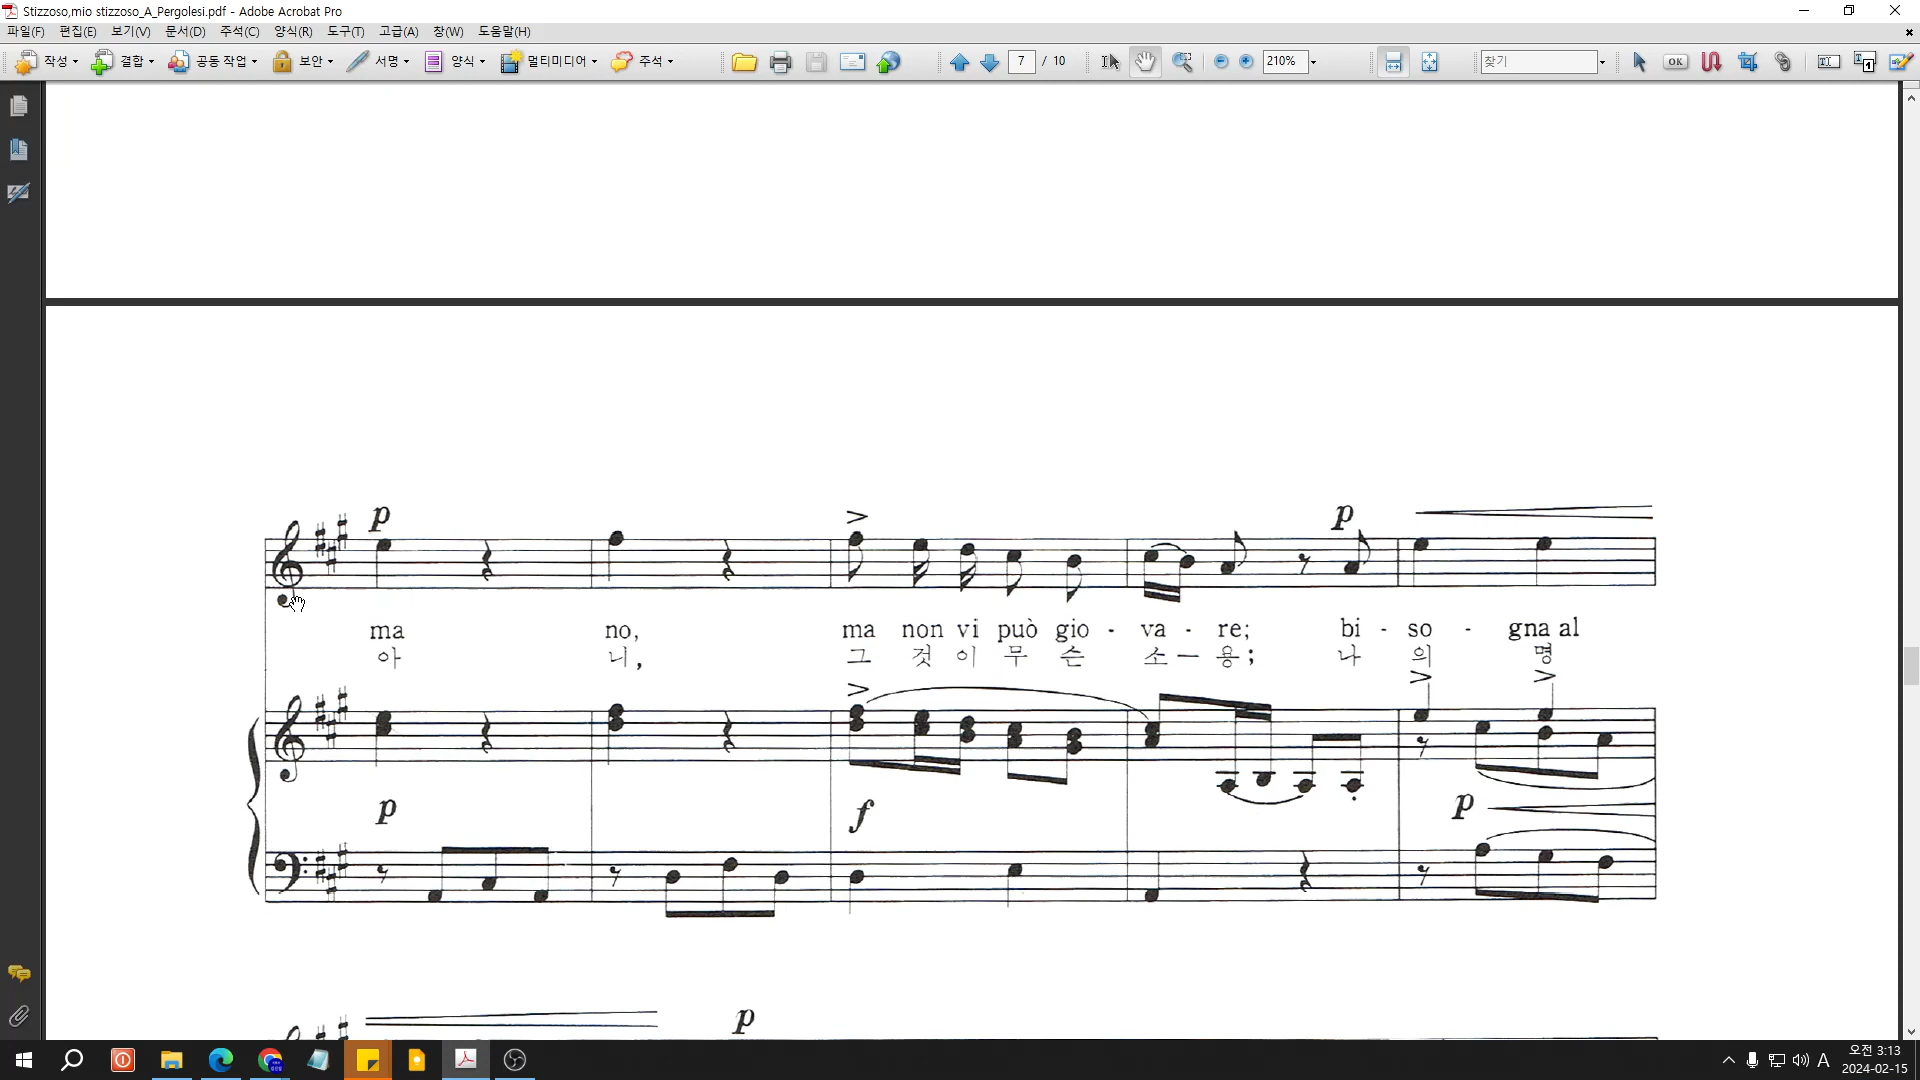 Stizzoso,mio stizzoso_A_Pergolesi.pdf - Adobe Acrobat Pro
파일(F) 편집(E) 보기(V) 문서(D) 주석(C) 양식(R) 도구(T) 고급(A) 창(W) 도움말(H)
작성 결합 공동 작업 보안 서명 양식 멀티미디어 주석 7 / 10 210% 찾기
p > p
ma no, ma non vi può gio - va - re; bi - so - gna al
아 니, 그 것 이 무 슨 소 — 용 ; 나 의 명
> > >
p f p
p
A 오전 3:13
2024-02-15